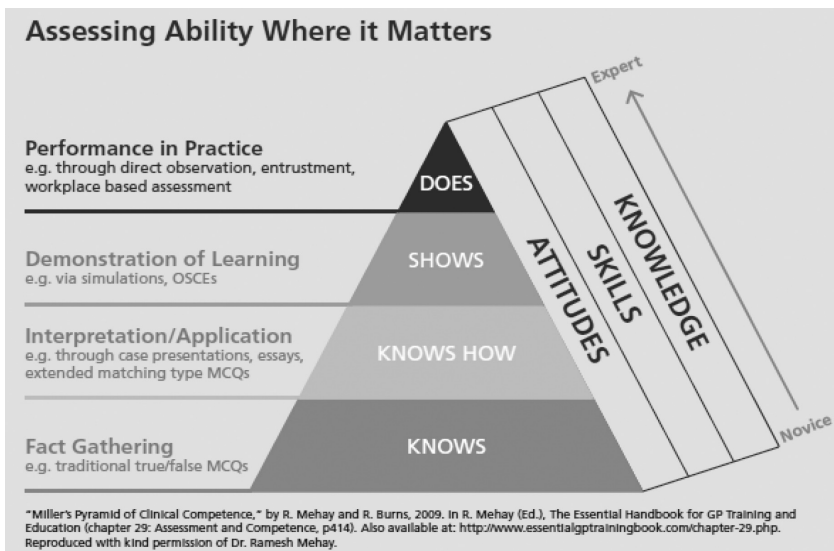 Assessing Ability Where it Matters
Expert
Performance in Practice
e.g. through direct observation, entrustment,
workplace based assessment
DOES
Demonstration of Learning
e.g. via simulations, OSCEs
SHOWS
Interpretation/Application
e.g. through case presentations, essays,
extended matching type MCQs
KNOWS HOW
Fact Gathering
e.g. traditional true/false MCQs
KNOWS
ATTITUDES
SKILLS
KNOWLEDGE
Novice
"Miller's Pyramid of Clinical Competence," by R. Mehay and R. Burns, 2009. In R. Mehay (Ed.), The Essential Handbook for GP Training and
Education (chapter 29: Assessment and Competence, p414). Also available at: http://www.essentialgptrainingbook.com/chapter-29.php.
Reproduced with kind permission of Dr. Ramesh Mehay.